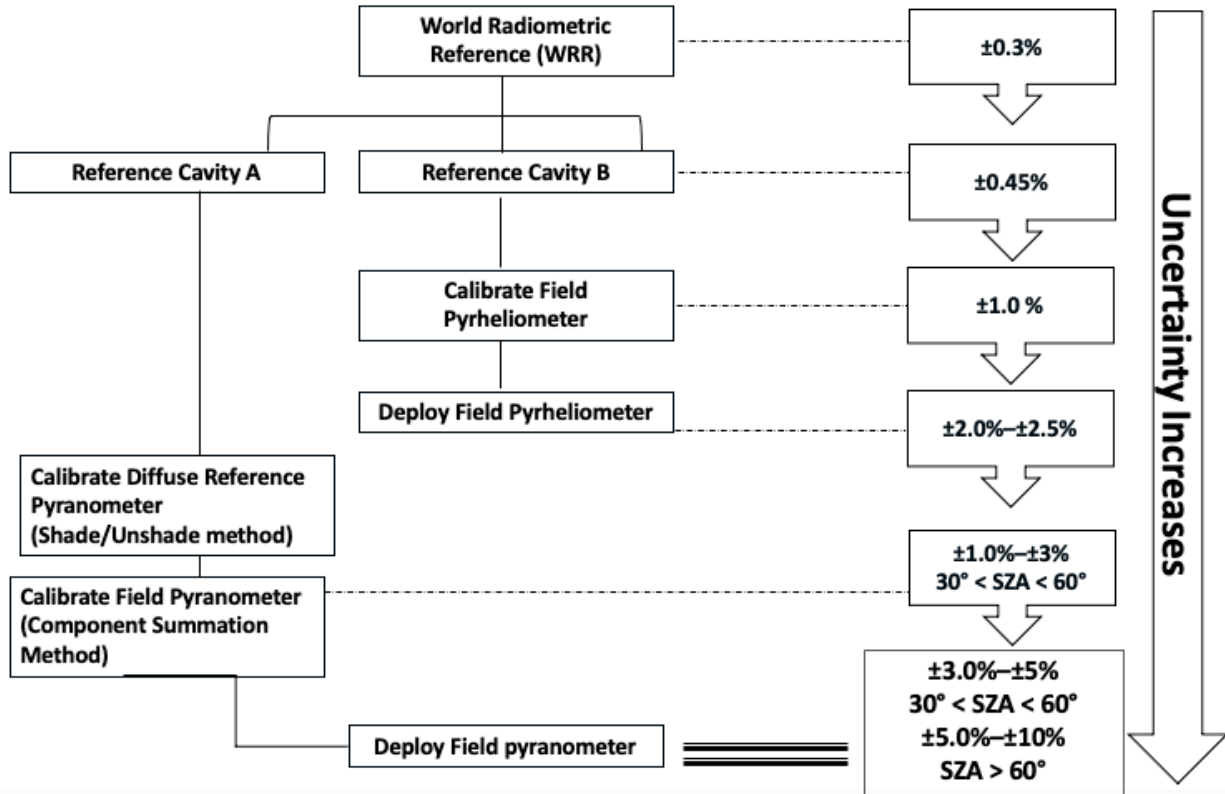 World Radiometric
Reference (WRR)
±0.3%
Reference Cavity A
Reference Cavity B
±0.45%
Calibrate Field
Pyrheliometer
±1.0 %
Deploy Field Pyrheliometer
±2.0%–±2.5%
Calibrate Diffuse Reference
Pyranometer
(Shade/Unshade method)
±1.0%–±3%
30° < SZA < 60°
Calibrate Field Pyranometer
(Component Summation
Method)
±3.0%–±5%
30° < SZA < 60°
±5.0%–±10%
SZA > 60°
Deploy Field pyranometer
Uncertainty Increases